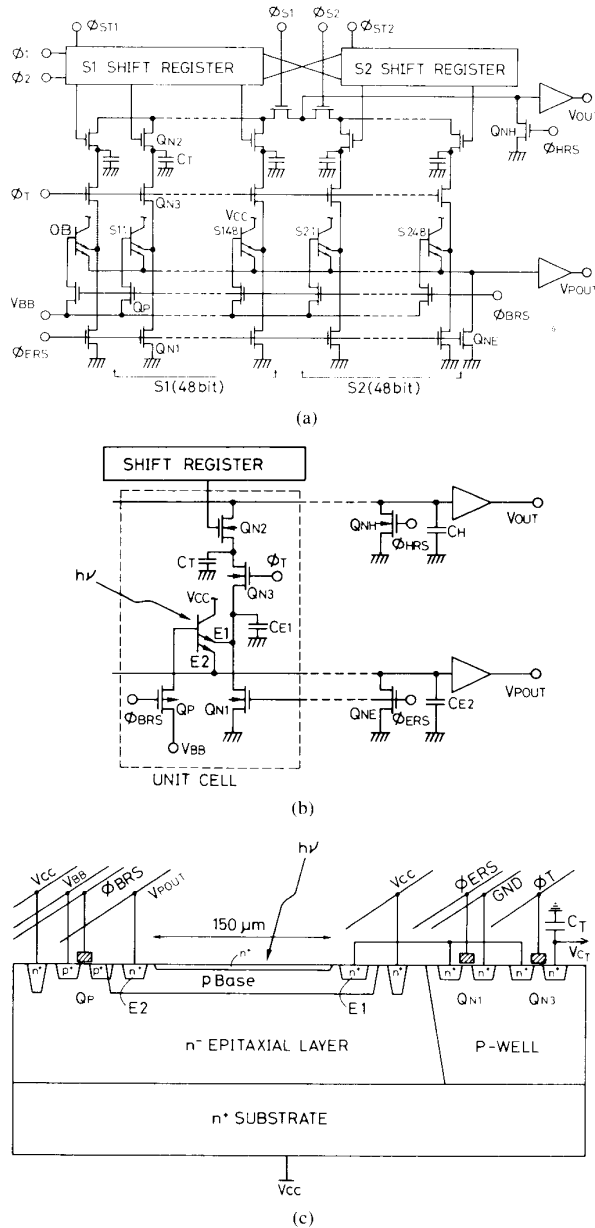 ØS1 ØS2
ØST1 ØST2
Ø1
Ø2
S1 SHIFT REGISTER
S2 SHIFT REGISTER
VOUT
QN2
QNH
ØHRS
CT
ØT
QN3
OB
VCC
S148
S21
S248
VPOUT
VBB
QP
ØBRS
ØERS
QN1
QNE
S1(48bit)
S2(48bit)
(a)
SHIFT REGISTER
QN2
QNH
ØHRS
CH
VOUT
CT
ØT
QN3
hν
VCC
E1
CE1
E2
ØBRS
QP
QN1
QNE
ØERS
CE2
VPOUT
VBB
UNIT CELL
(b)
hν
VCC
VBB
ØBRS
VPOUT
VCC
ØERS
GND
ØT
CT
VCT
150 μm
n+
n+ p+ p+ n+ n+ n+ n+ n+ n+ n+
p Base
QP E2 E1 QN1 QN3
n- EPITAXIAL LAYER
P-WELL
n+ SUBSTRATE
VCC
(c)